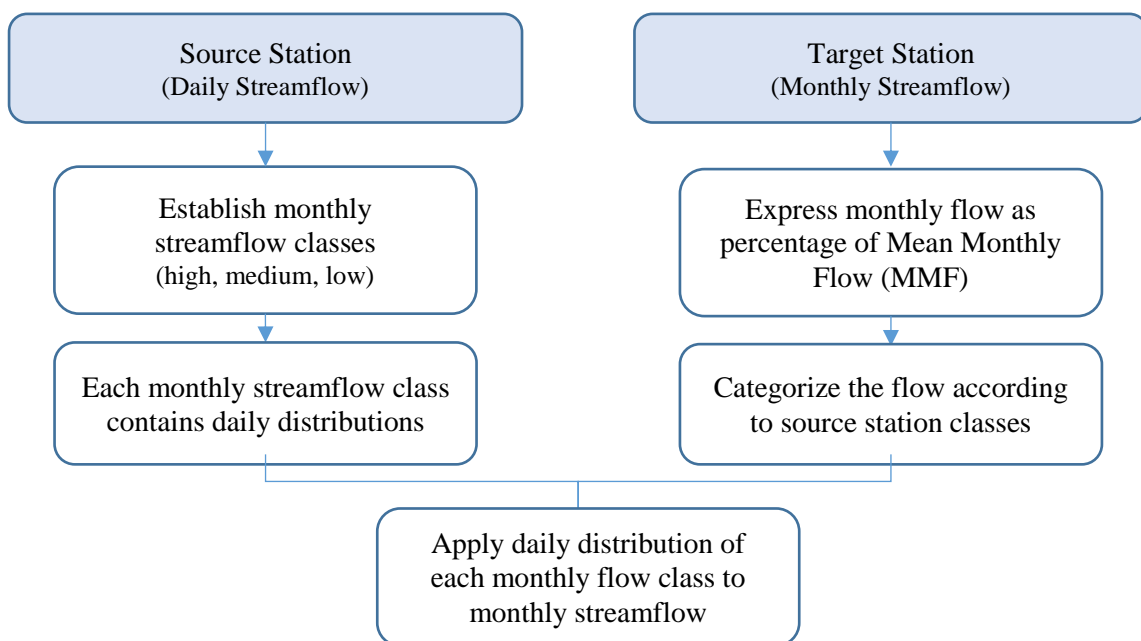 Source Station
(Daily Streamflow)
Target Station
(Monthly Streamflow)
Establish monthly
streamflow classes
(high, medium, low)
Express monthly flow as
percentage of Mean Monthly
Flow (MMF)
Each monthly streamflow class
contains daily distributions
Categorize the flow according
to source station classes
Apply daily distribution of
each monthly flow class to
monthly streamflow